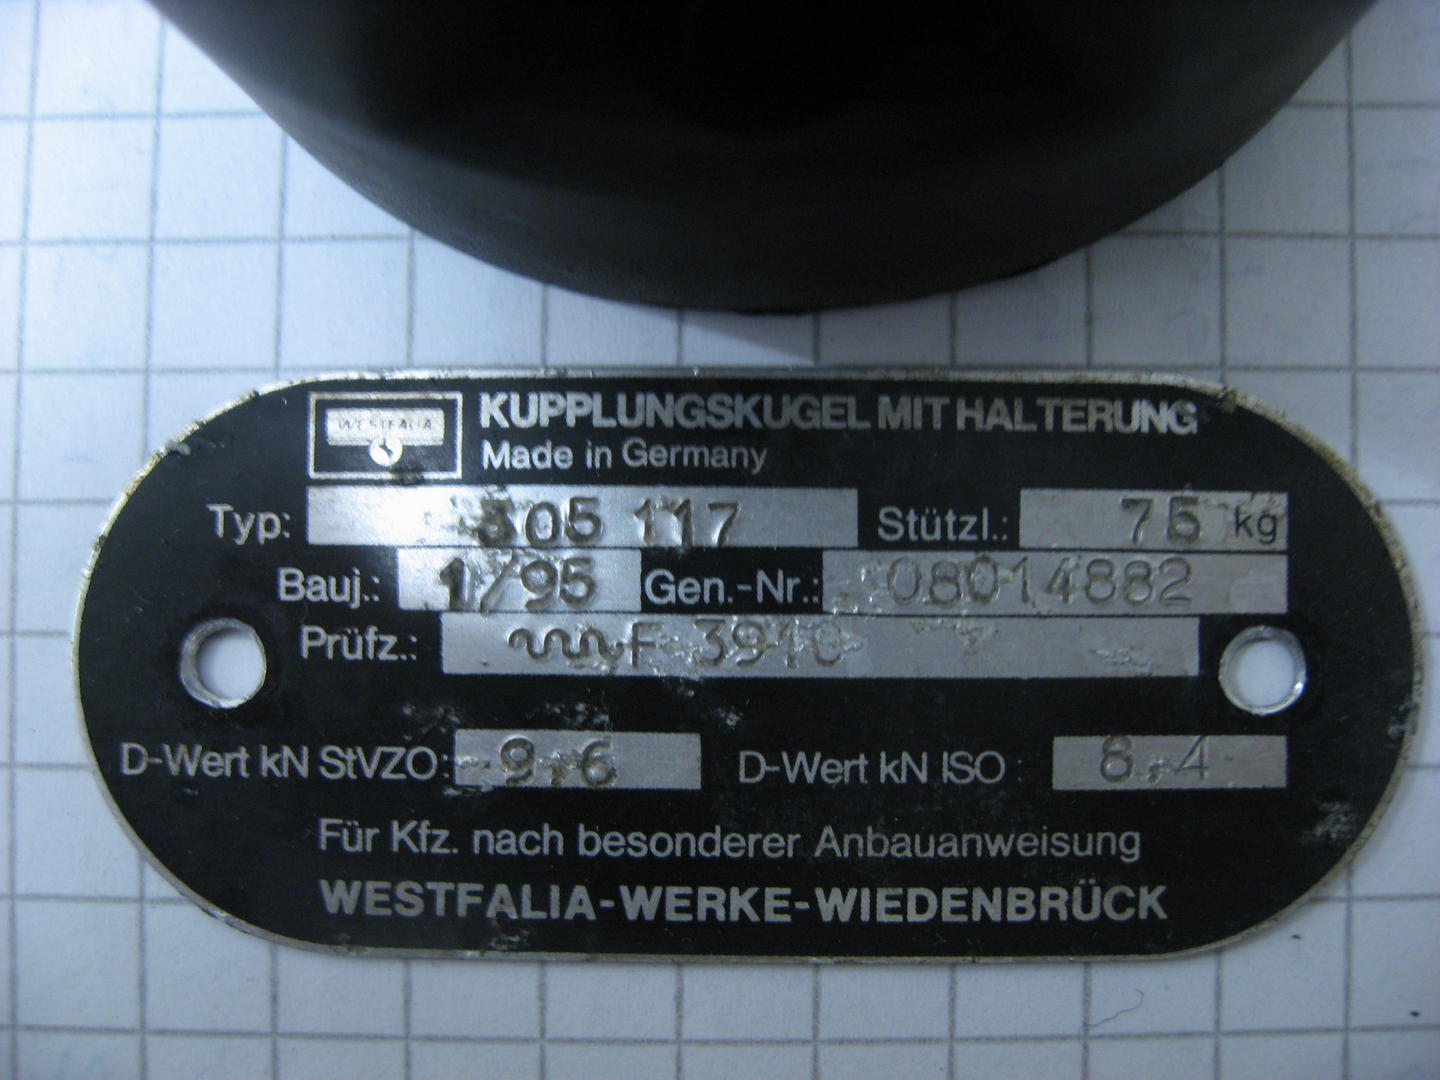 WESTFALIA
KUPPLUNGSKUGEL MIT HALTERUNG
Made in Germany
Typ: 305 117 Stützl.: 75 kg
Bauj.: 1/95 Gen.-Nr.: 08014882
Prüfz.: F 3910
D-Wert kN StVZO: 9,6 D-Wert kN ISO : 8,4
Für Kfz. nach besonderer Anbauanweisung
WESTFALIA-WERKE-WIEDENBRÜCK